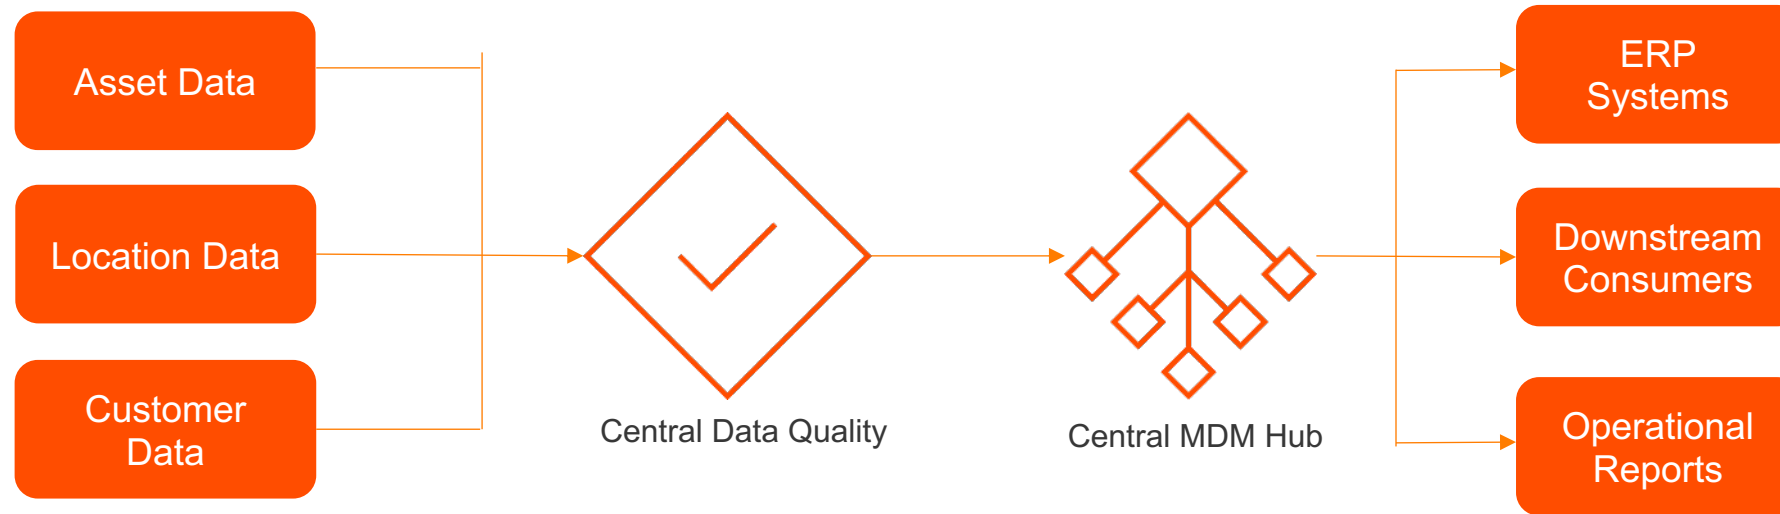 Asset Data
Location Data
Customer
Data
Central Data Quality
Central MDM Hub
ERP
Systems
Downstream
Consumers
Operational
Reports